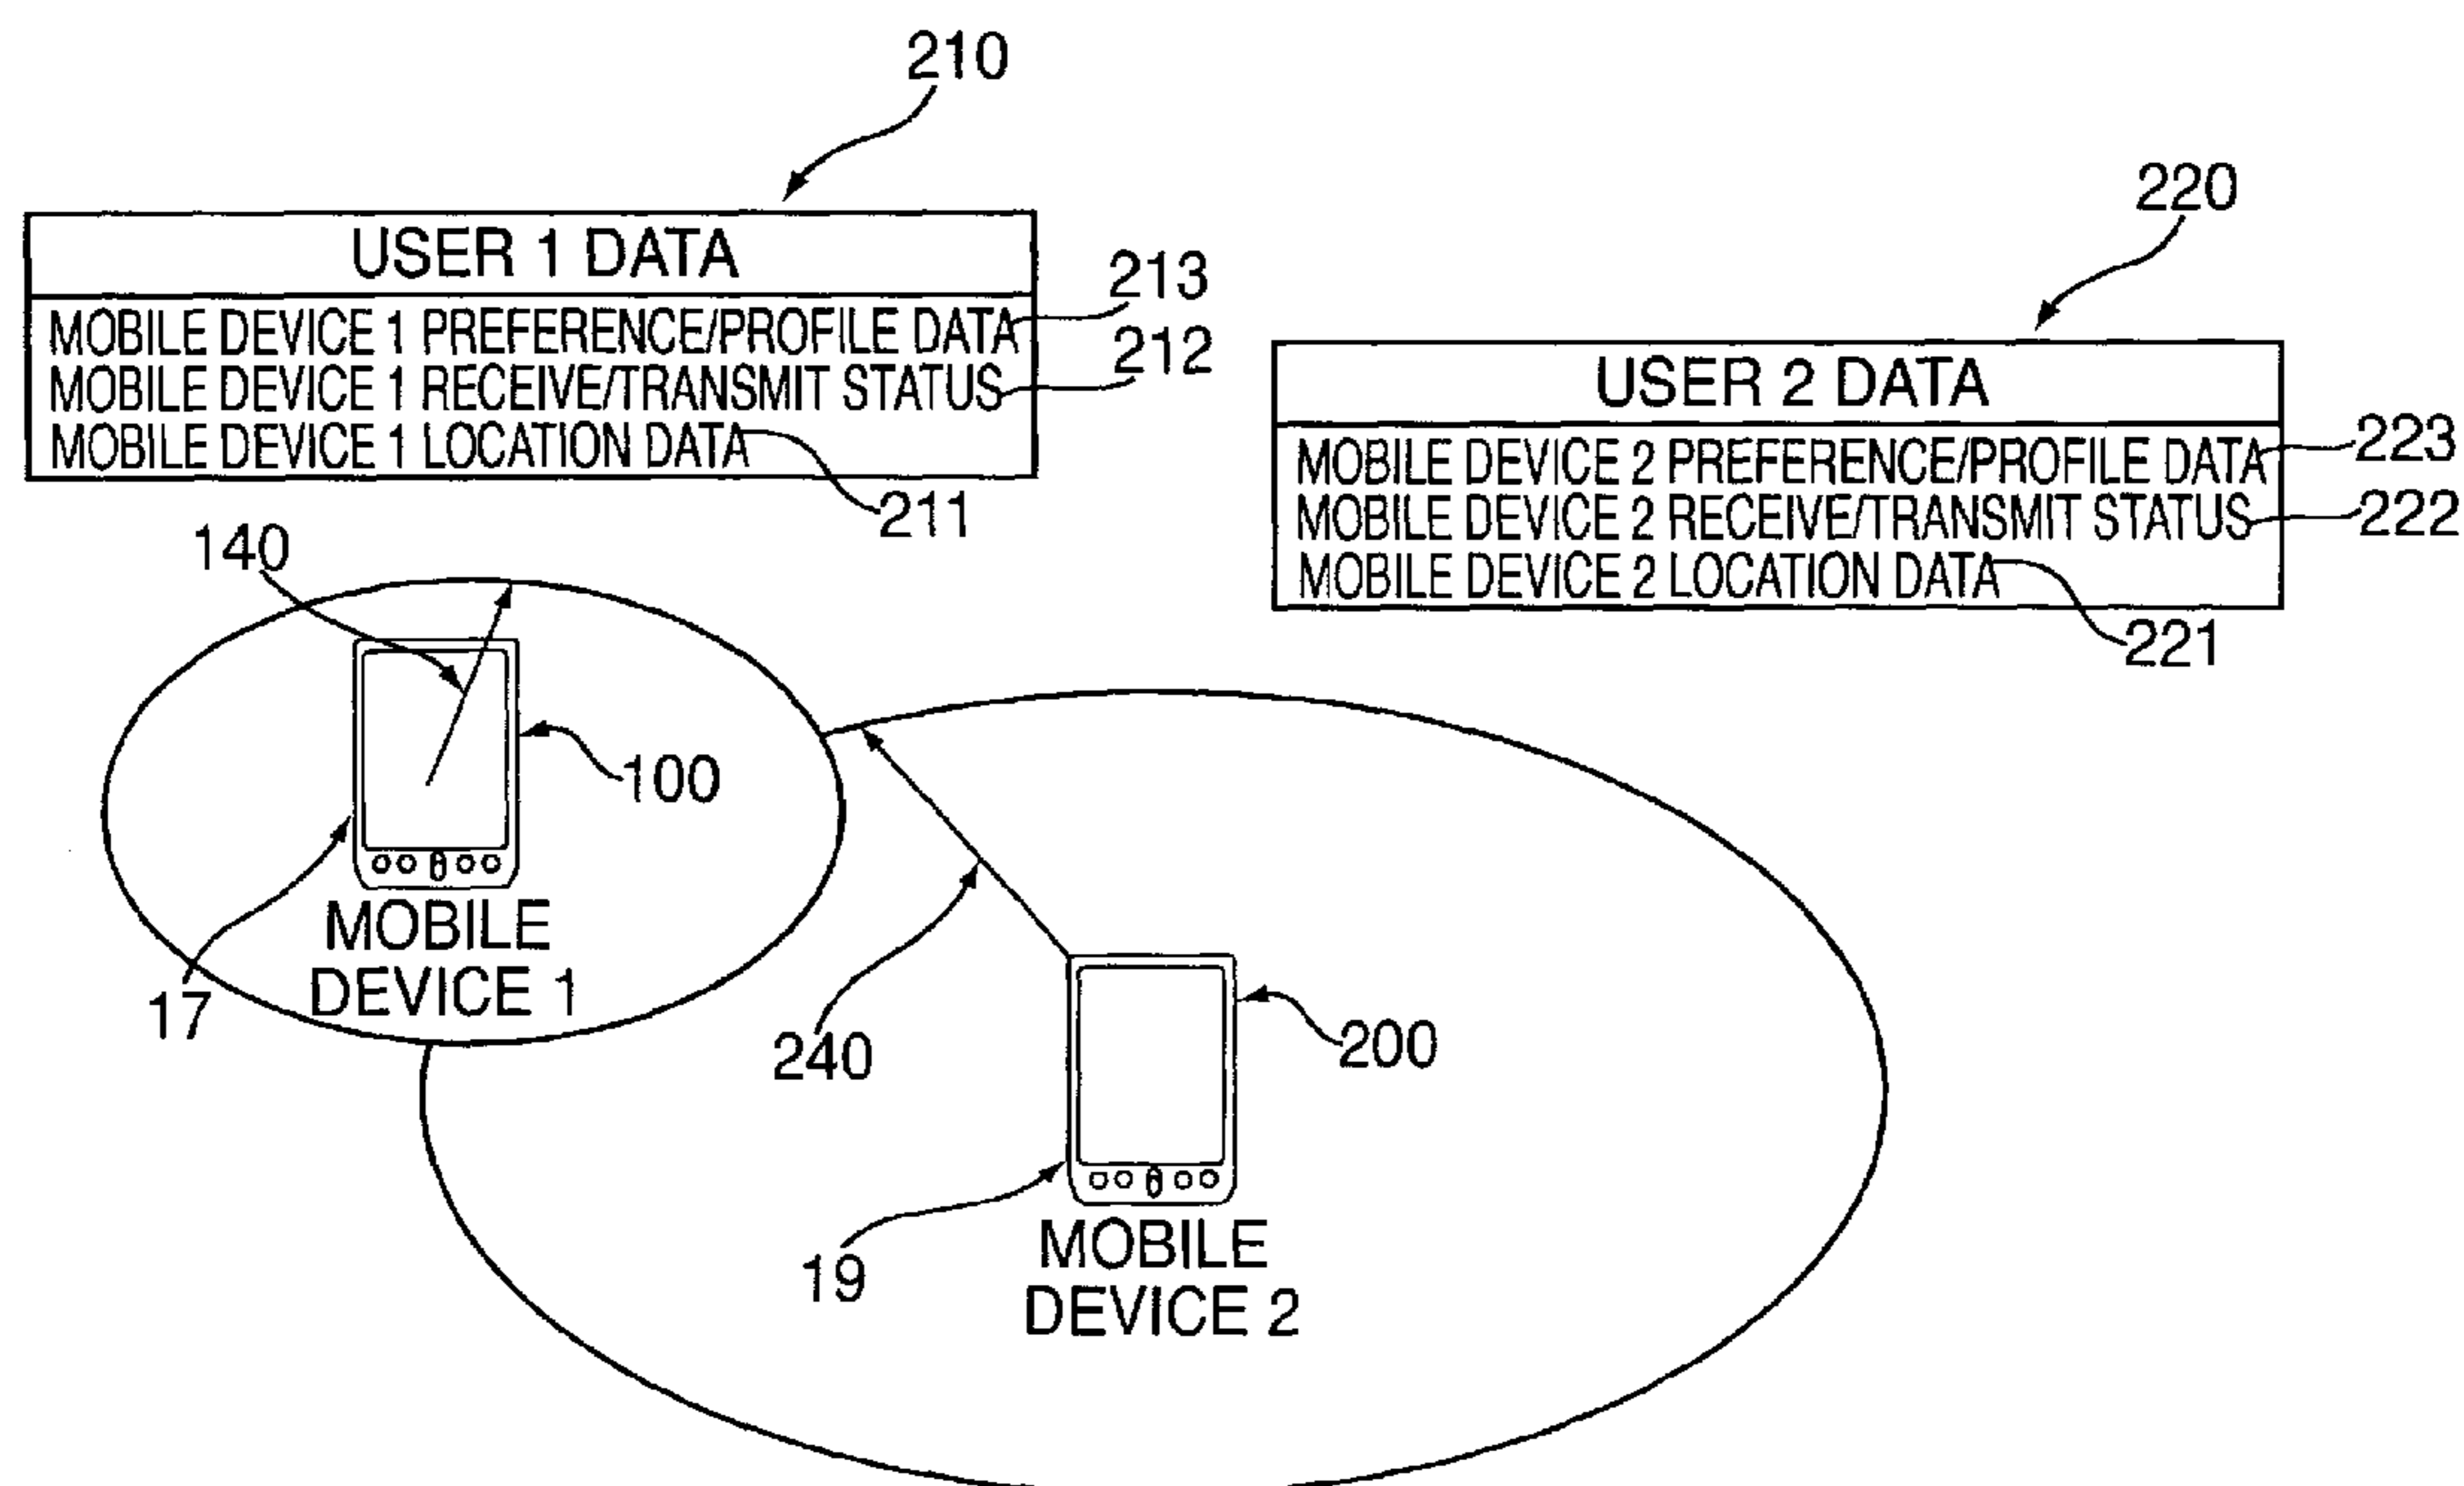 210
220
USER 1 DATA
213
MOBILE DEVICE 1 PREFERENCE/PROFILE DATA
212
MOBILE DEVICE 1 RECEIVE/TRANSMIT STATUS
MOBILE DEVICE 1 LOCATION DATA
211
USER 2 DATA
MOBILE DEVICE 2 PREFERENCE/PROFILE DATA
223
MOBILE DEVICE 2 RECEIVE/TRANSMIT STATUS
222
MOBILE DEVICE 2 LOCATION DATA
221
140
100
MOBILE
DEVICE 1
17
240
200
19
MOBILE
DEVICE 2